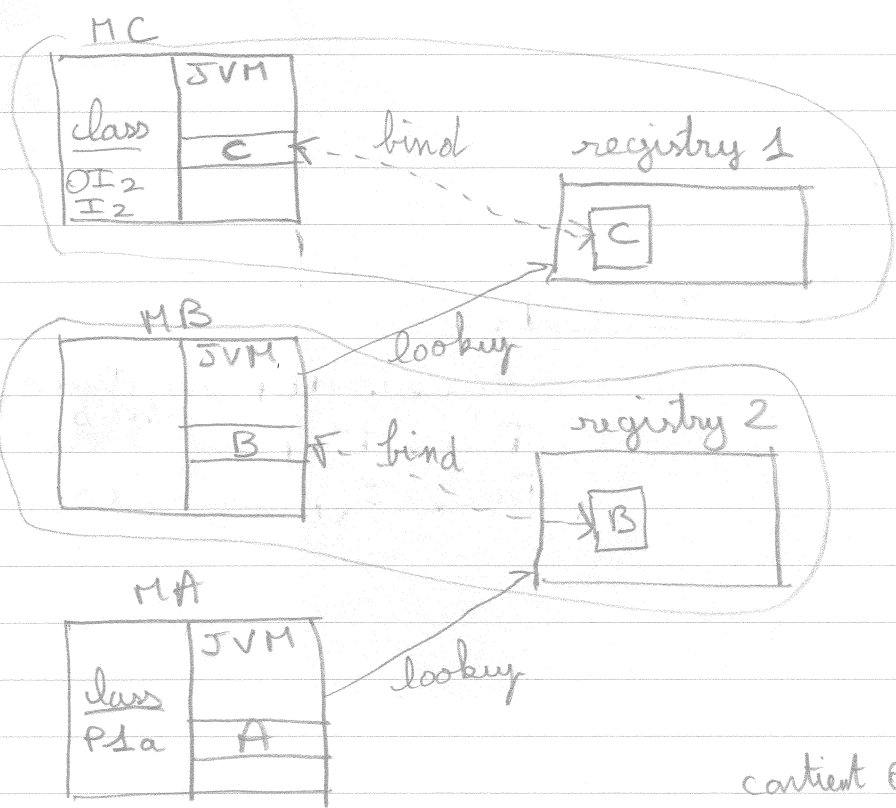 MC
JVM
class
C
bind
registry 1
OI2
I2
C
MB
JVM
lookup
B
bind
registry 2
B
MA
JVM
lookup
class
P1a
A
contient